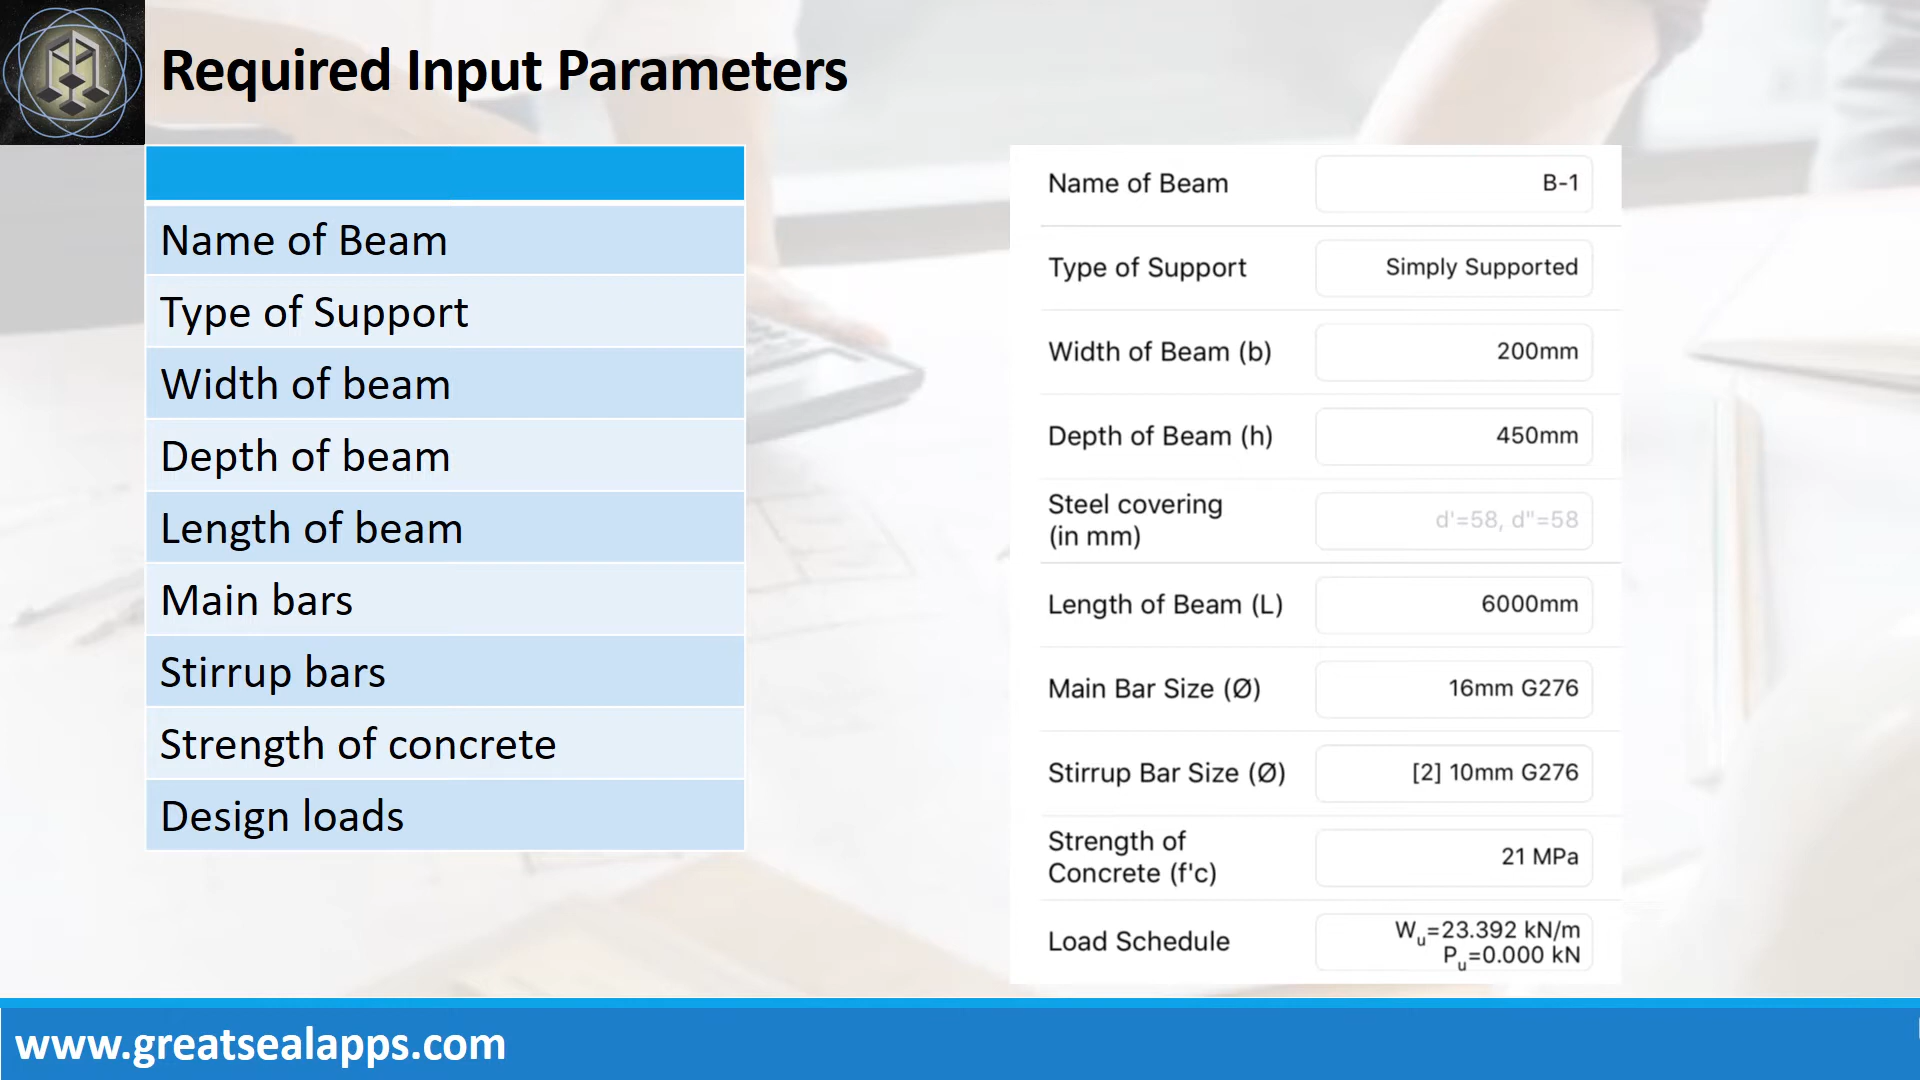 Required Input Parameters
Name of Beam
Type of Support
Width of beam
Depth of beam
Length of beam
Main bars
Stirrup bars
Strength of concrete
Design loads
Name of Beam B-1
Type of Support Simply Supported
Width of Beam (b) 200mm
Depth of Beam (h) 450mm
Steel covering
(in mm) d'=58, d"=58
Length of Beam (L) 6000mm
Main Bar Size (Ø) 16mm G276
Stirrup Bar Size (Ø) [2] 10mm G276
Strength of
Concrete (f'c) 21 MPa
Load Schedule Wu=23.392 kN/m
Pu=0.000 kN
www.greatsealapps.com